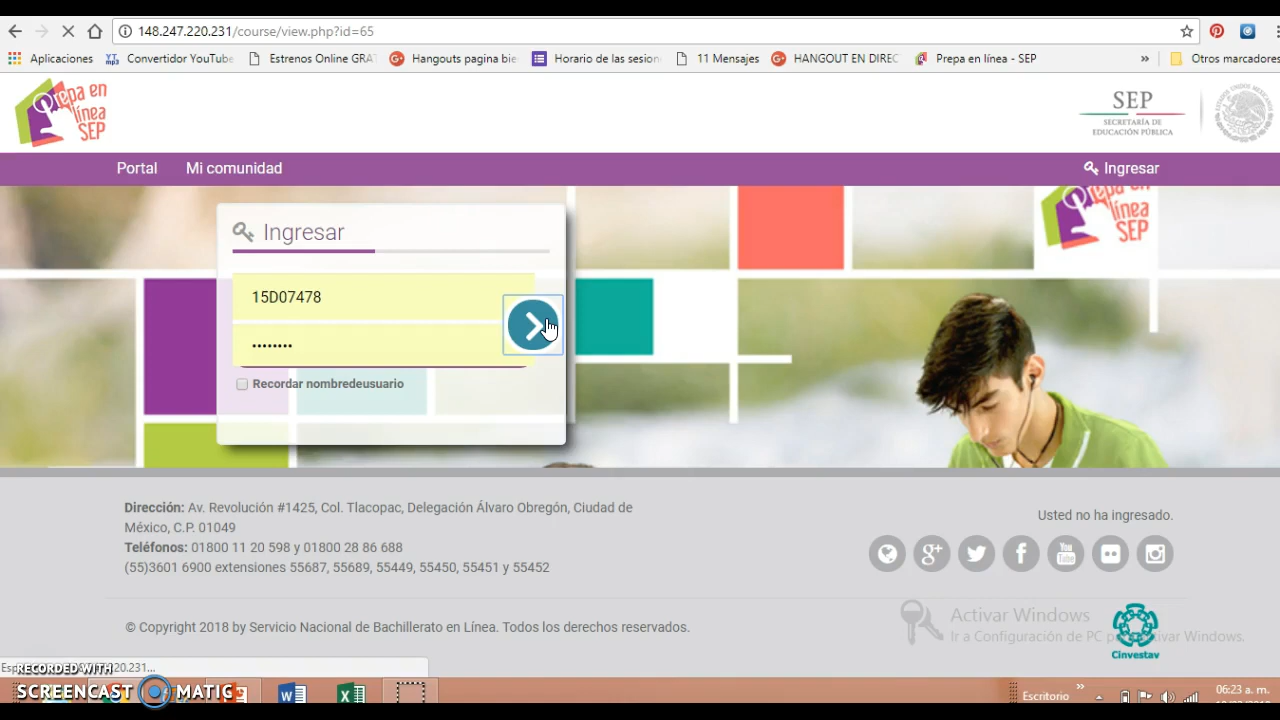 148.247.220.231/course/view.php?id=65
Aplicaciones Convertidor YouTube Estrenos Online GRAT Hangouts pagina bie Horario de las sesion 11 Mensajes HANGOUT EN DIREC Prepa en línea - SEP » Otros marcadores
Prepa en
línea
SEP
SEP
SECRETARÍA DE
EDUCACIÓN PÚBLICA
Portal Mi comunidad Ingresar
Prepa en
línea
SEP
Ingresar
15D07478
••••••••
Recordar nombredeusuario
Dirección: Av. Revolución #1425, Col. Tlacopac, Delegación Álvaro Obregón, Ciudad de
México, C.P. 01049
Teléfonos: 01800 11 20 598 y 01800 28 86 688
(55)3601 6900 extensiones 55687, 55689, 55449, 55450, 55451 y 55452
Usted no ha ingresado.
You
Tube
© Copyright 2018 by Servicio Nacional de Bachillerato en Línea. Todos los derechos reservados.
Activar Windows
Ir a Configuración de PC para activar Windows.
Cinvestav
RECORDED WITH
SCREENCAST MATIC
Escritorio »
06:23 a. m.